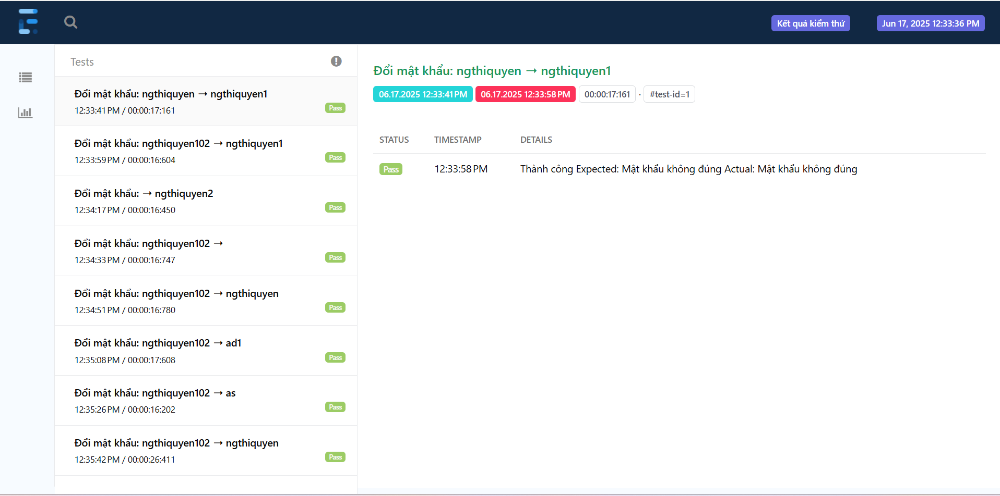 Kết quả kiểm thử
Jun 17, 2025 12:33:36 PM
Tests
Đổi mật khẩu: ngthiquyen → ngthiquyen1
12:33:41 PM / 00:00:17:161
Pass
Đổi mật khẩu: ngthiquyen102 → ngthiquyen1
12:33:59 PM / 00:00:16:604
Pass
Đổi mật khẩu: → ngthiquyen2
12:34:17 PM / 00:00:16:450
Pass
Đổi mật khẩu: ngthiquyen102 →
12:34:33 PM / 00:00:16:747
Pass
Đổi mật khẩu: ngthiquyen102 → ngthiquyen
12:34:51 PM / 00:00:16:780
Pass
Đổi mật khẩu: ngthiquyen102 → ad1
12:35:08 PM / 00:00:17:608
Pass
Đổi mật khẩu: ngthiquyen102 → as
12:35:26 PM / 00:00:16:202
Pass
Đổi mật khẩu: ngthiquyen102 → ngthiquyen
12:35:42 PM / 00:00:26:411
Pass
Đổi mật khẩu: ngthiquyen → ngthiquyen1
06.17.2025 12:33:41 PM 06.17.2025 12:33:58 PM 00:00:17:161 · #test-id=1
STATUS TIMESTAMP DETAILS
Pass 12:33:58 PM Thành công Expected: Mật khẩu không đúng Actual: Mật khẩu không đúng